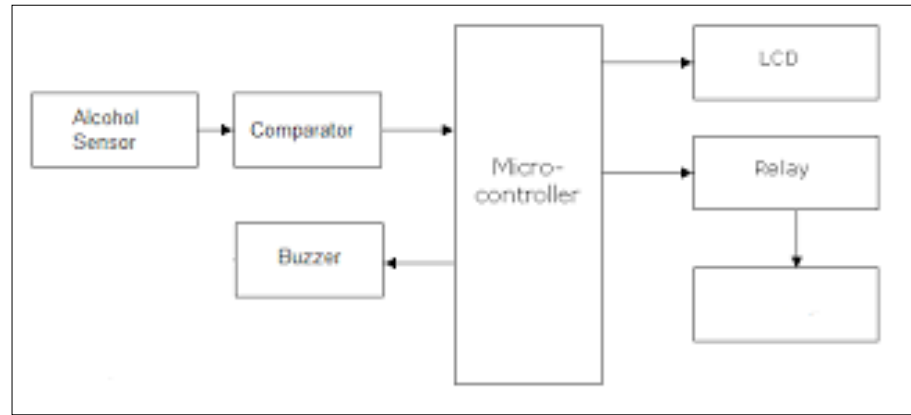 LCD
Alcohol
Sensor
Comparator
Micro-
controller
Relay
Buzzer